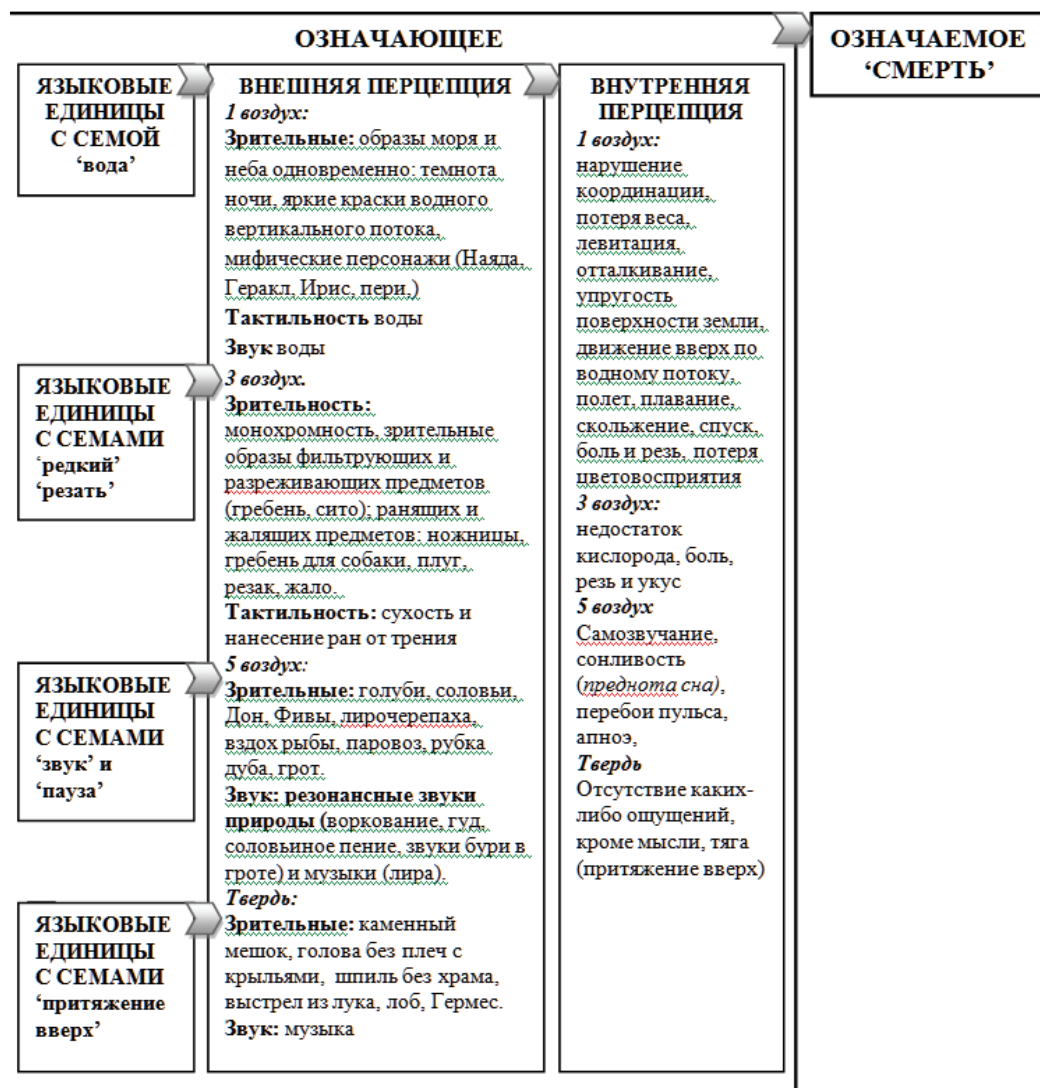 ОЗНАЧАЮЩЕЕ
ОЗНАЧАЕМОЕ
‘СМЕРТЬ’
ЯЗЫКОВЫЕ
ЕДИНИЦЫ
С СЕМОЙ
‘вода’
ЯЗЫКОВЫЕ
ЕДИНИЦЫ
С СЕМАМИ
‘редкий’
‘резать’
ЯЗЫКОВЫЕ
ЕДИНИЦЫ
С СЕМАМИ
‘звук’ и
‘пауза’
ЯЗЫКОВЫЕ
ЕДИНИЦЫ
С СЕМАМИ
‘притяжение
вверх’
ВНЕШНЯЯ ПЕРЦЕПЦИЯ
1 воздух:
Зрительные: образы моря и
неба одновременно: темнота
ночи, яркие краски водного
вертикального потока,
мифические персонажи (Наяда,
Геракл, Ирис, пери,)
Тактильность воды
Звук воды
3 воздух.
Зрительность:
монохромность, зрительные
образы фильтрующих и
разреживающих предметов
(гребень, сито); ранящих и
жалящих предметов: ножницы,
гребень для собаки, плуг,
резак, жало.
Тактильность: сухость и
нанесение ран от трения
5 воздух:
Зрительные: голуби, соловьи,
Дон, Фивы, лирочерепаха,
вздох рыбы, паровоз, рубка
дуба, грот.
Звук: резонансные звуки
природы (воркование, гуд,
соловьиное пение, звуки бури в
гроте) и музыки (лира).
Твердь:
Зрительные: каменный
мешок, голова без плеч с
крыльями, шпиль без храма,
выстрел из лука, лоб, Гермес.
Звук: музыка
ВНУТРЕННЯЯ
ПЕРЦЕПЦИЯ
1 воздух:
нарушение
координации,
потеря веса,
левитация,
отталкивание,
упругость
поверхности земли,
движение вверх по
водному потоку,
полет, плавание,
скольжение, спуск,
боль и резь, потеря
цветовосприятия
3 воздух:
недостаток
кислорода, боль,
резь и укус
5 воздух
Самозвучание,
сонливость
(преднота сна),
перебои пульса,
апноэ,
Твердь
Отсутствие каких-
либо ощущений,
кроме мысли, тяга
(притяжение вверх)